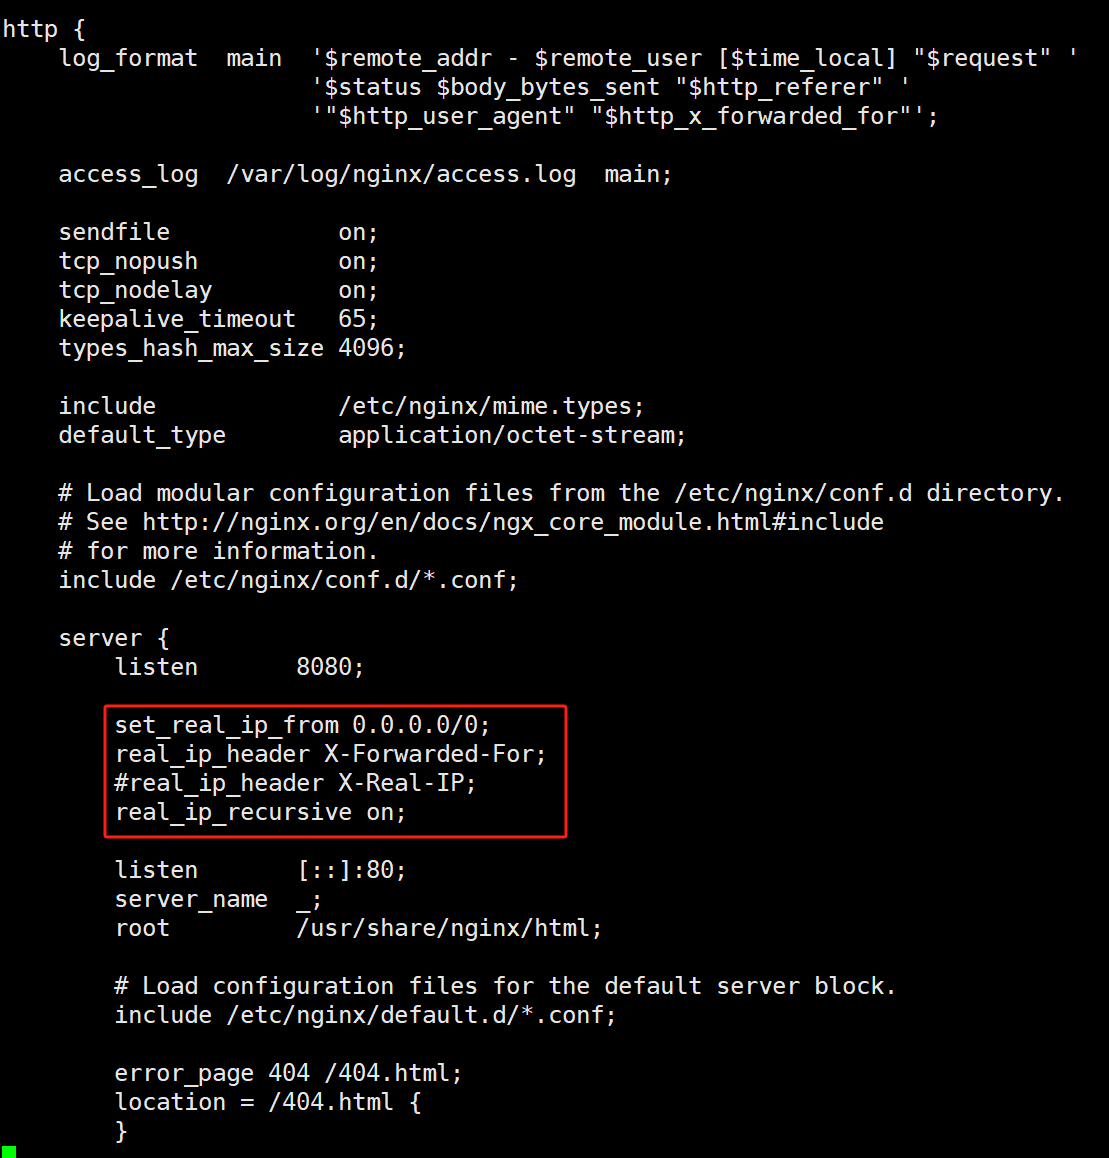 http {
    log_format  main  '$remote_addr - $remote_user [$time_local] "$request" '
                      '$status $body_bytes_sent "$http_referer" '
                      '"$http_user_agent" "$http_x_forwarded_for"';

    access_log  /var/log/nginx/access.log  main;

    sendfile            on;
    tcp_nopush          on;
    tcp_nodelay         on;
    keepalive_timeout   65;
    types_hash_max_size 4096;

    include             /etc/nginx/mime.types;
    default_type        application/octet-stream;

    # Load modular configuration files from the /etc/nginx/conf.d directory.
    # See http://nginx.org/en/docs/ngx_core_module.html#include
    # for more information.
    include /etc/nginx/conf.d/*.conf;

    server {
        listen       8080;

        set_real_ip_from 0.0.0.0/0;
        real_ip_header X-Forwarded-For;
        #real_ip_header X-Real-IP;
        real_ip_recursive on;

        listen       [::]:80;
        server_name  _;
        root         /usr/share/nginx/html;

        # Load configuration files for the default server block.
        include /etc/nginx/default.d/*.conf;

        error_page 404 /404.html;
        location = /404.html {
        }